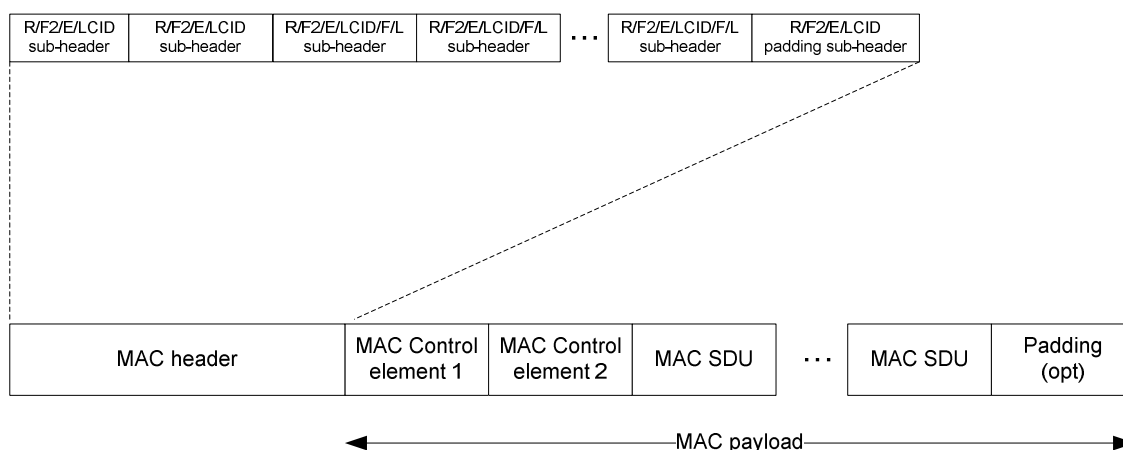 R/F2/E/LCID
sub-header
R/F2/E/LCID
sub-header
R/F2/E/LCID/F/L
sub-header
R/F2/E/LCID/F/L
sub-header
...
R/F2/E/LCID/F/L
sub-header
R/F2/E/LCID
padding sub-header
MAC header
MAC Control
element 1
MAC Control
element 2
MAC SDU
...
MAC SDU
Padding
(opt)
MAC payload